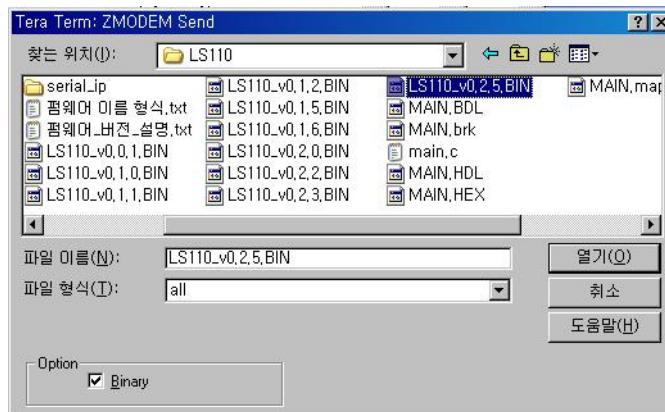 Tera Term: ZMODEM Send
찾는 위치(I): LS110
serial_ip
펌웨어 이름 형식,txt
펌웨어_버전_설명,txt
LS110_v0,0,1,BIN
LS110_v0,1,0,BIN
LS110_v0,1,1,BIN
LS110_v0,1,2,BIN
LS110_v0,1,5,BIN
LS110_v0,1,6,BIN
LS110_v0,2,0,BIN
LS110_v0,2,2,BIN
LS110_v0,2,3,BIN
LS110_v0,2,5,BIN
MAIN,BDL
MAIN,brk
main,c
MAIN,HDL
MAIN,HEX
MAIN,map
파일 이름(N): LS110_v0,2,5,BIN 열기(O)
파일 형식(T): all 취소
도움말(H)
Option
Binary